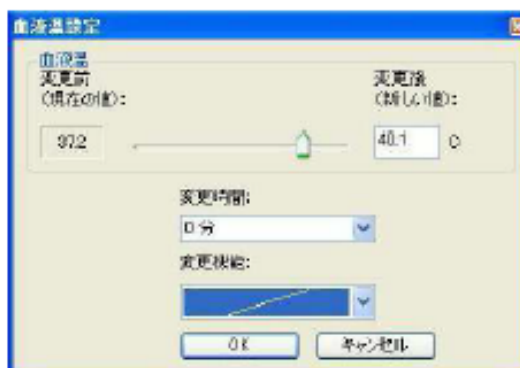 血液温設定
血液温
変更前
(現在の値):
変更後
(新しい値):
37.2
40.1
C
変更時間:
0 分
変更機能:
OK
キャンセル